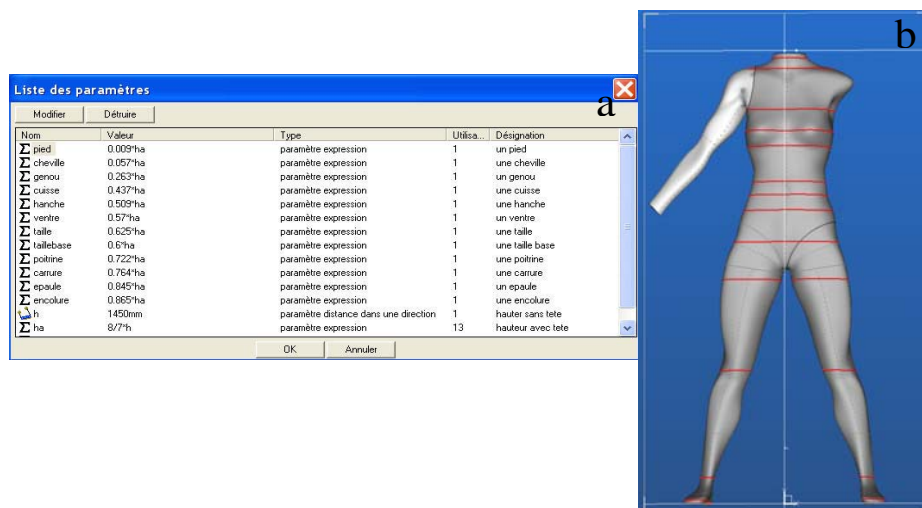 b
Liste des paramètres
a
Modifier Détruire
Nom Valeur Type Utilisa... Désignation
Σ pied 0.009*ha paramètre expression 1 un pied
Σ cheville 0.057*ha paramètre expression 1 une cheville
Σ genou 0.263*ha paramètre expression 1 un genou
Σ cuisse 0.437*ha paramètre expression 1 une cuisse
Σ hanche 0.509*ha paramètre expression 1 une hanche
Σ ventre 0.57*ha paramètre expression 1 un ventre
Σ taille 0.625*ha paramètre expression 1 une taille
Σ taillebase 0.6*ha paramètre expression 1 une taille base
Σ poitrine 0.722*ha paramètre expression 1 une poitrine
Σ carrure 0.764*ha paramètre expression 1 une carrure
Σ epaule 0.845*ha paramètre expression 1 un epaule
Σ encolure 0.865*ha paramètre expression 1 une encolure
h 1450mm paramètre distance dans une direction 1 hauter sans tete
Σ ha 8/7*h paramètre expression 13 hauteur avec tete
OK Annuler